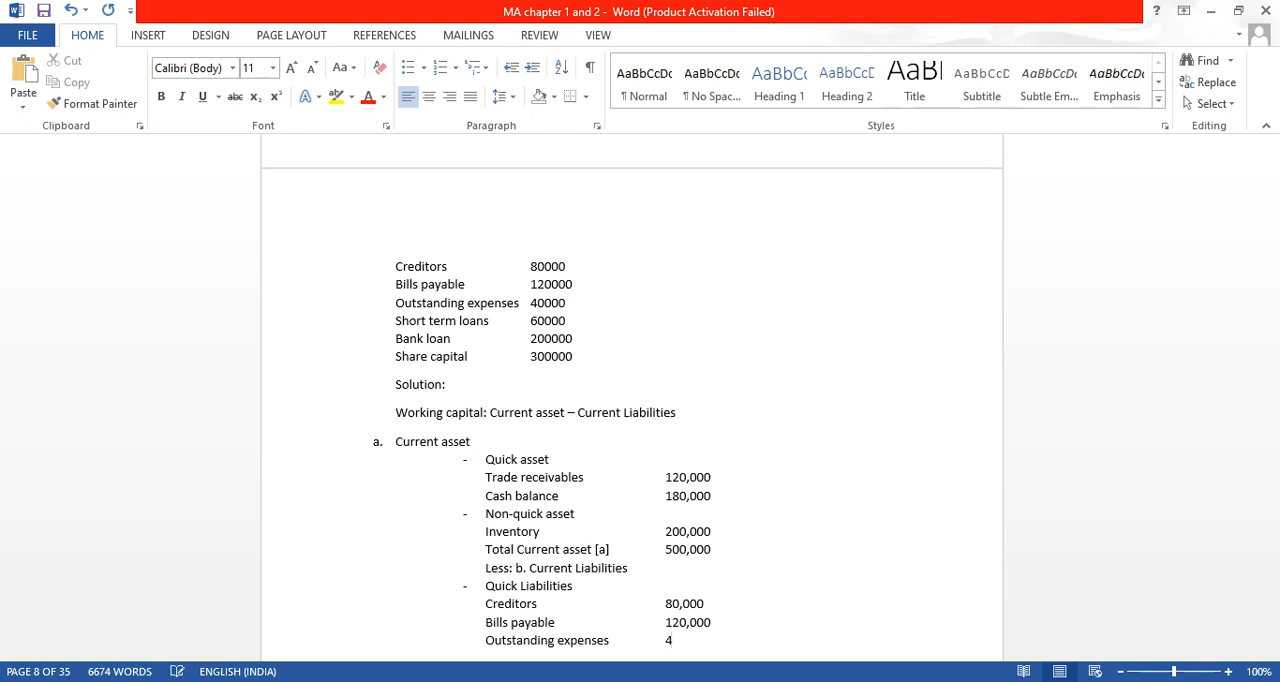 MA chapter 1 and 2 - Word (Product Activation Failed)
FILE HOME INSERT DESIGN PAGE LAYOUT REFERENCES MAILINGS REVIEW VIEW
Paste
Cut
Copy
Format Painter
Clipboard
Calibri (Body) 11
Font
Paragraph
AaBbCcDc AaBbCcDc AaBbCc AaBbCcD AaBl AaBbCcD AaBbCcDc AaBbCcDc
¶ Normal ¶ No Spac... Heading 1 Heading 2 Title Subtitle Subtle Em... Emphasis
Styles
Find
Replace
Select
Editing
Creditors 80000
Bills payable 120000
Outstanding expenses 40000
Short term loans 60000
Bank loan 200000
Share capital 300000
Solution:
Working capital: Current asset – Current Liabilities
a. Current asset
- Quick asset
Trade receivables 120,000
Cash balance 180,000
- Non-quick asset
Inventory 200,000
Total Current asset [a] 500,000
Less: b. Current Liabilities
- Quick Liabilities
Creditors 80,000
Bills payable 120,000
Outstanding expenses 4
PAGE 8 OF 35 6674 WORDS ENGLISH (INDIA) 100%